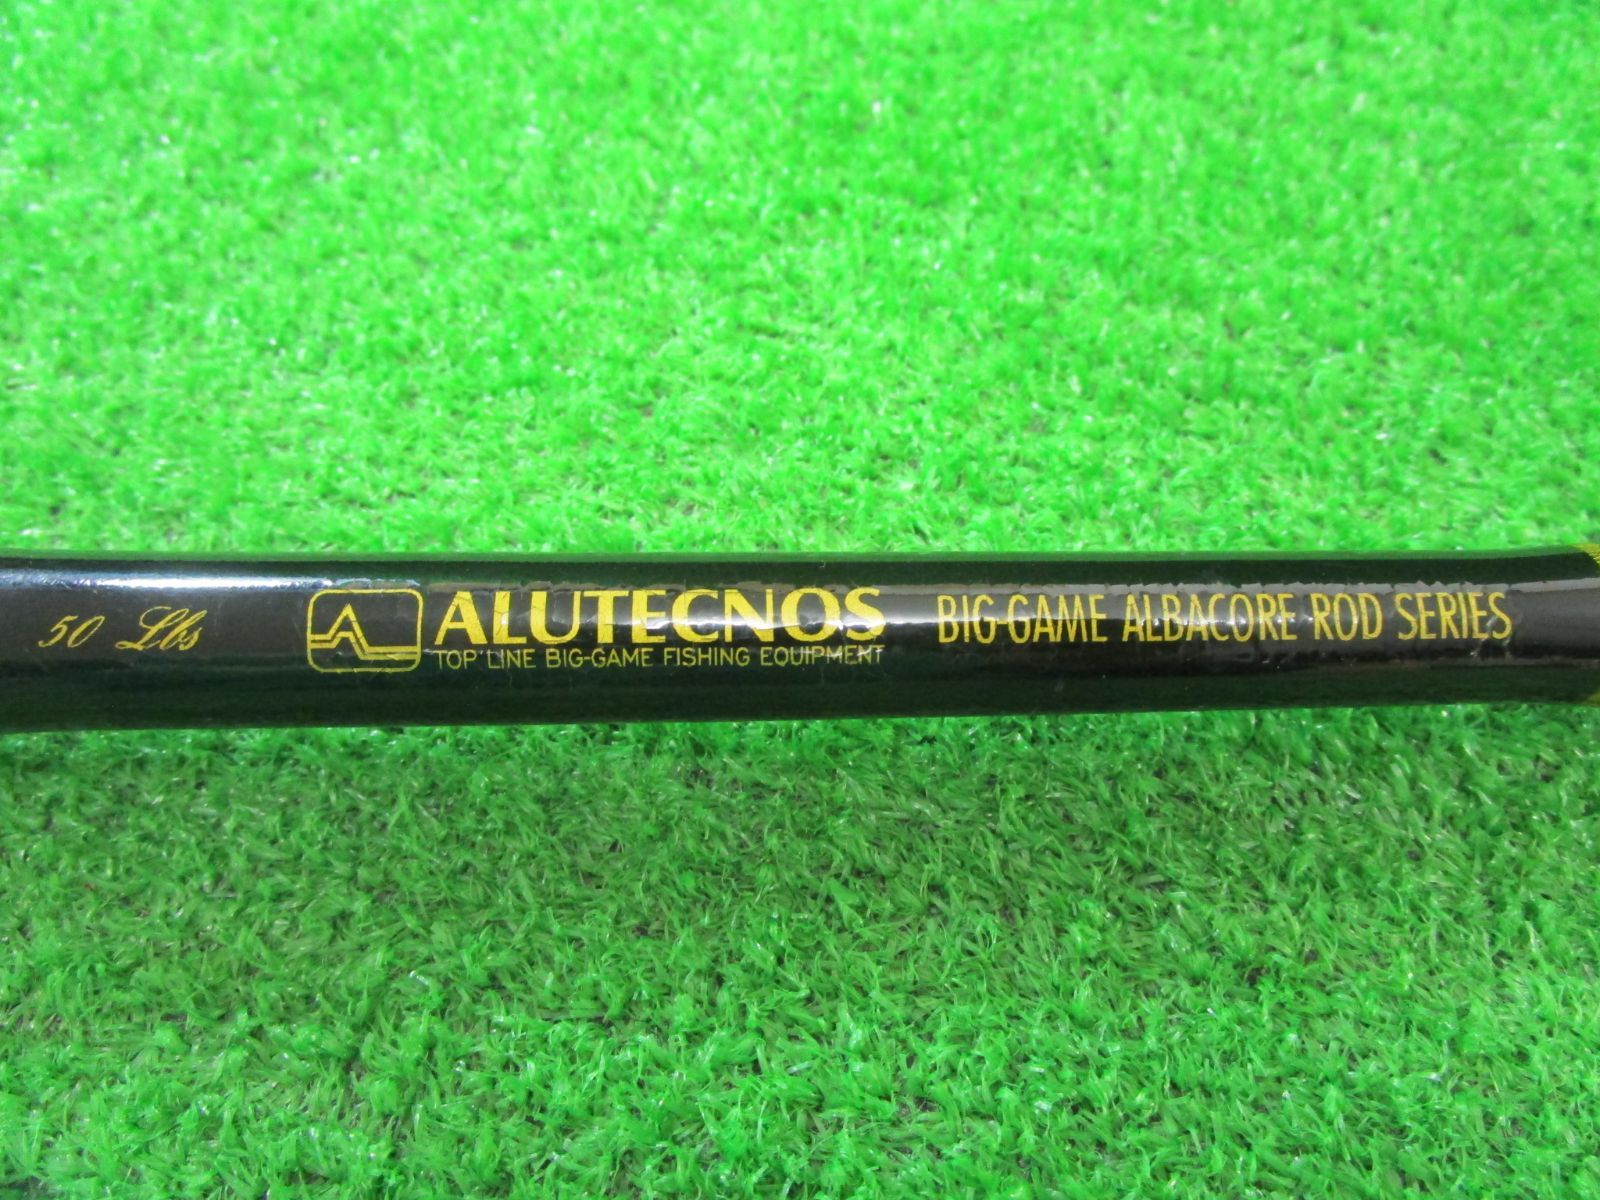 50 Lbs
ALUTECNOS
TOP LINE BIG-GAME FISHING EQUIPMENT
BIG-GAME ALBACORE ROD SERIES